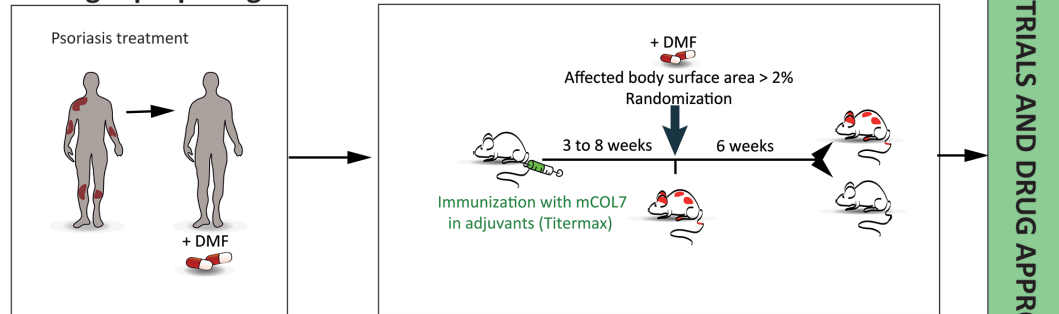 Psoriasis treatment
+ DMF
+ DMF
Affected body surface area > 2%
Randomization
3 to 8 weeks
6 weeks
Immunization with mCOL7
in adjuvants (Titermax)
TRIALS AND DRUG